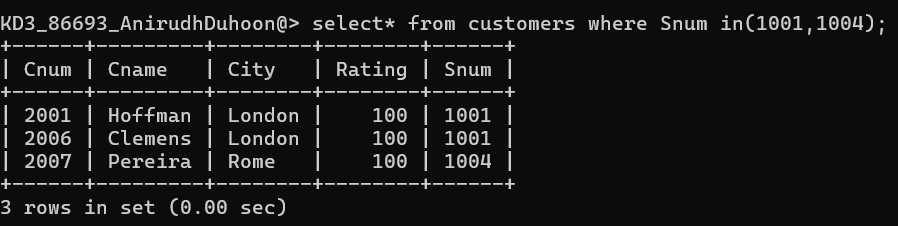 KD3_86693_AnirudhDuhoon@> select* from customers where Snum in(1001,1004);
+------+---------+--------+--------+------+
| Cnum | Cname   | City   | Rating | Snum |
+------+---------+--------+--------+------+
| 2001 | Hoffman | London |    100 | 1001 |
| 2006 | Clemens | London |    100 | 1001 |
| 2007 | Pereira | Rome   |    100 | 1004 |
+------+---------+--------+--------+------+
3 rows in set (0.00 sec)